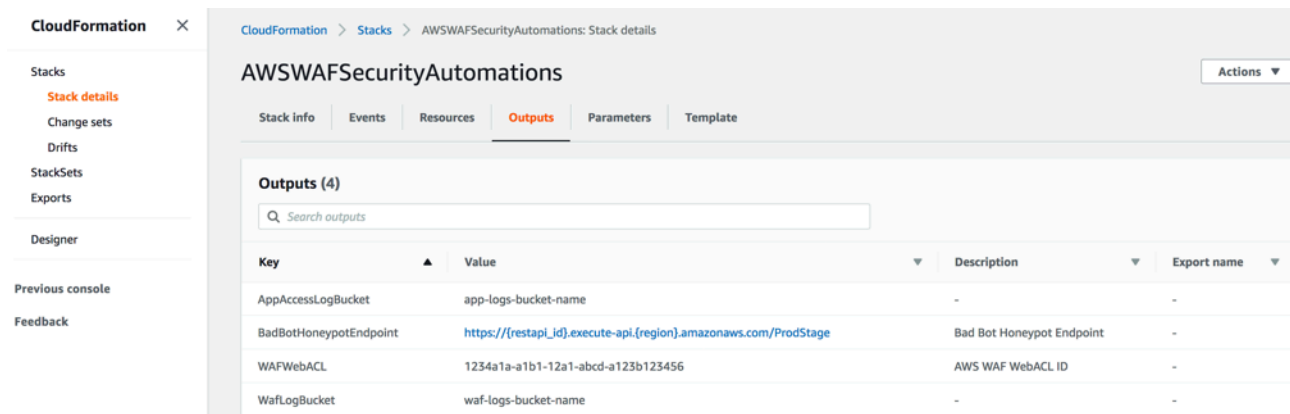 CloudFormation
Stacks
Stack details
Change sets
Drifts
StackSets
Exports
Designer
Previous console
Feedback
CloudFormation > Stacks > AWSWAFSecurityAutomations: Stack details
AWSWAFSecurityAutomations
Actions
Stack info Events Resources Outputs Parameters Template
Outputs (4)
Search outputs
Key Value Description Export name
AppAccessLogBucket app-logs-bucket-name - -
BadBotHoneypotEndpoint https://{restapi_id}.execute-api.{region}.amazonaws.com/ProdStage Bad Bot Honeypot Endpoint -
WAFWebACL 1234a1a-a1b1-12a1-abcd-a123b123456 AWS WAF WebACL ID -
WafLogBucket waf-logs-bucket-name - -